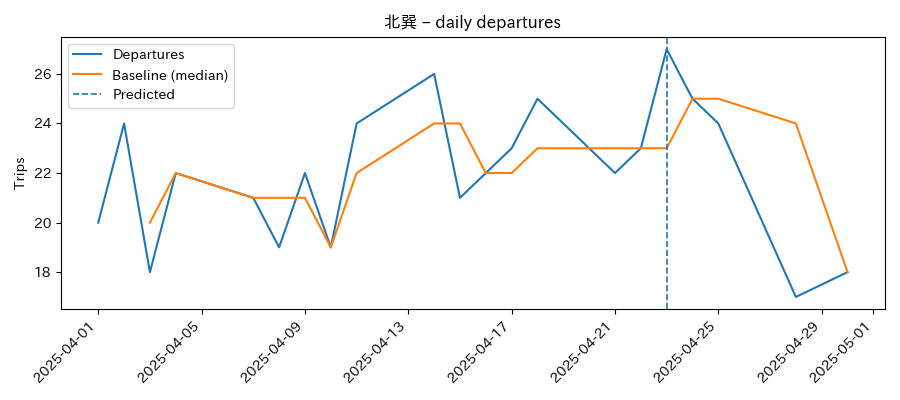 北巽 – daily departures
Departures
Baseline (median)
Predicted
Trips
26
24
22
20
18
2025-04-01
2025-04-05
2025-04-09
2025-04-13
2025-04-17
2025-04-21
2025-04-25
2025-04-29
2025-05-01